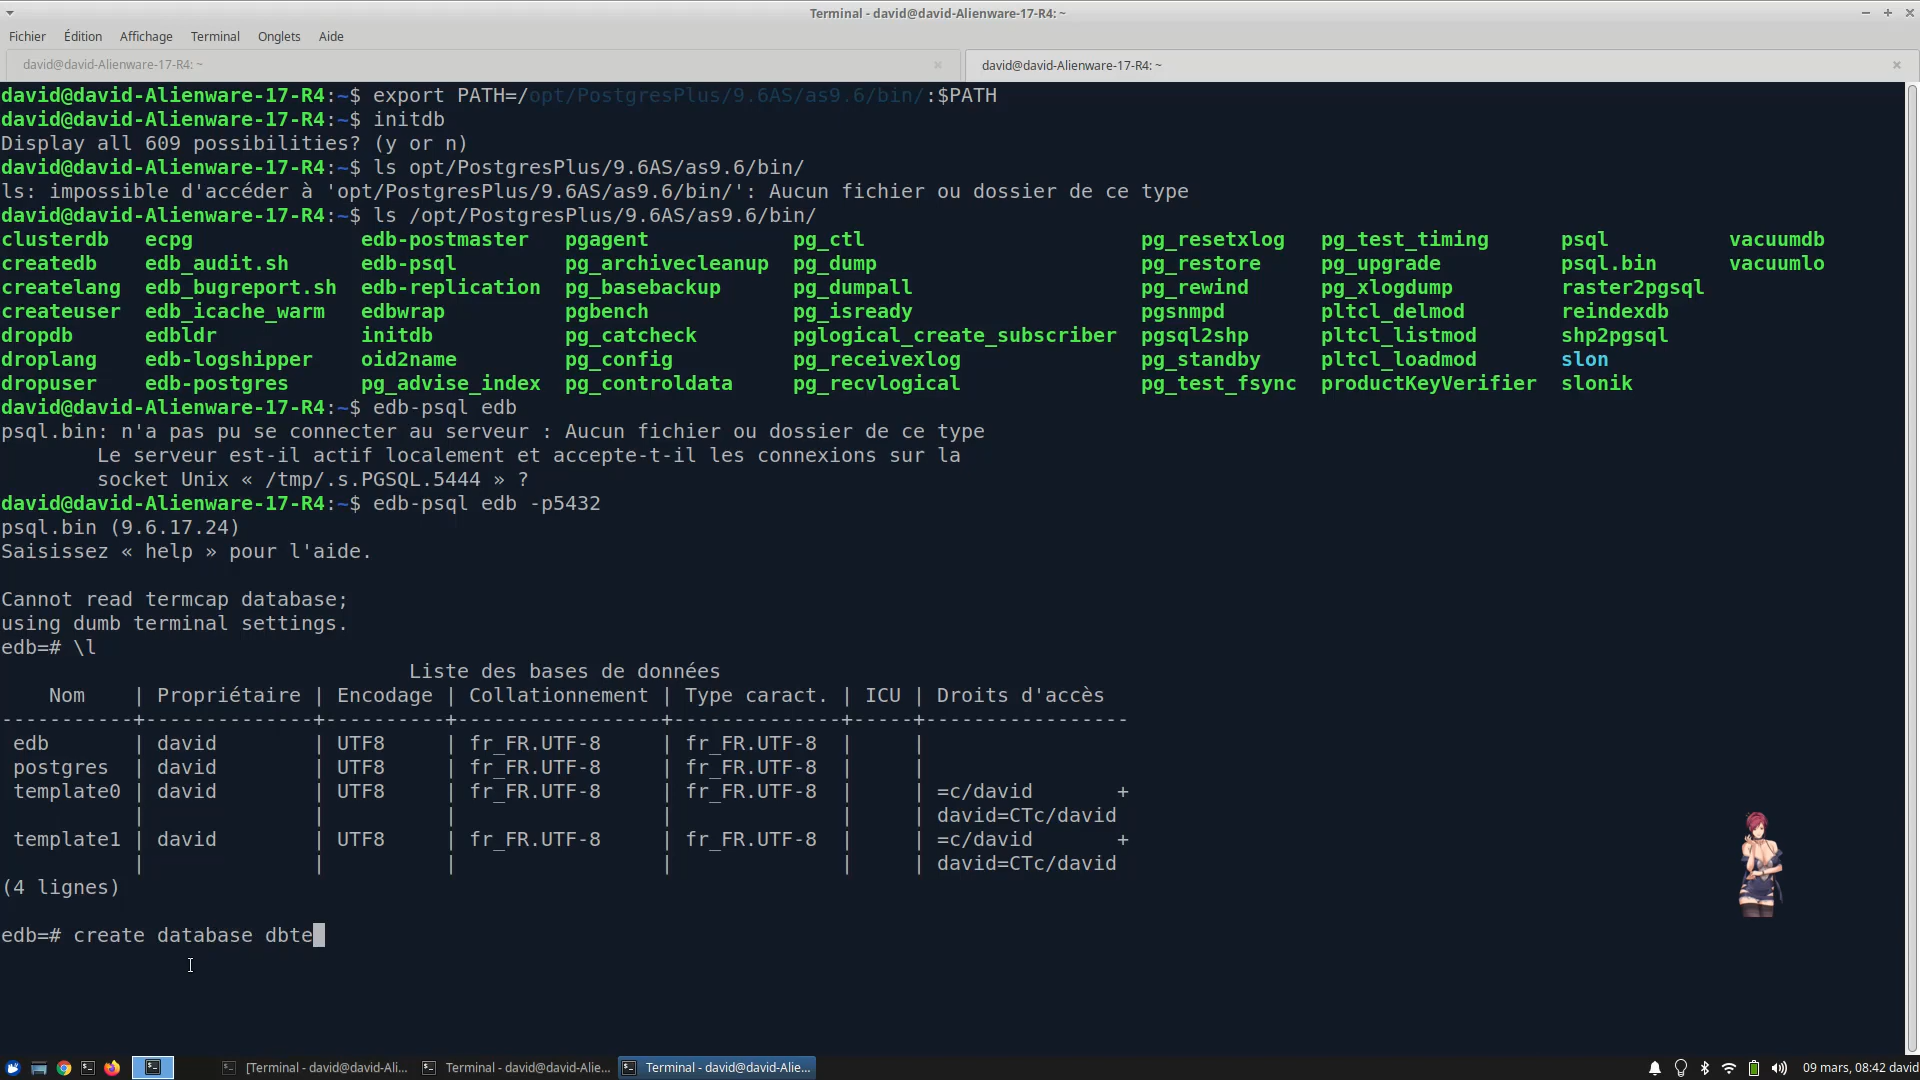 Terminal - david@david-Alienware-17-R4: ~
Fichier Édition Affichage Terminal Onglets Aide
david@david-Alienware-17-R4: ~ david@david-Alienware-17-R4: ~
david@david-Alienware-17-R4:~$ export PATH=/opt/PostgresPlus/9.6AS/as9.6/bin/:$PATH
david@david-Alienware-17-R4:~$ initdb
Display all 609 possibilities? (y or n)
david@david-Alienware-17-R4:~$ ls opt/PostgresPlus/9.6AS/as9.6/bin/
ls: impossible d'accéder à 'opt/PostgresPlus/9.6AS/as9.6/bin/': Aucun fichier ou dossier de ce type
david@david-Alienware-17-R4:~$ ls /opt/PostgresPlus/9.6AS/as9.6/bin/
clusterdb ecpg edb-postmaster pgagent pg_ctl pg_resetxlog pg_test_timing psql vacuumdb
createdb edb_audit.sh edb-psql pg_archivecleanup pg_dump pg_restore pg_upgrade psql.bin vacuumlo
createlang edb_bugreport.sh edb-replication pg_basebackup pg_dumpall pg_rewind pg_xlogdump raster2pgsql
createuser edb_icache_warm edbwrap pgbench pg_isready pgsnmpd pltcl_delmod reindexdb
dropdb edbldr initdb pg_catcheck pglogical_create_subscriber pgsql2shp pltcl_listmod shp2pgsql
droplang edb-logshipper oid2name pg_config pg_receivexlog pg_standby pltcl_loadmod slon
dropuser edb-postgres pg_advise_index pg_controldata pg_recvlogical pg_test_fsync productKeyVerifier slonik
david@david-Alienware-17-R4:~$ edb-psql edb
psql.bin: n'a pas pu se connecter au serveur : Aucun fichier ou dossier de ce type
Le serveur est-il actif localement et accepte-t-il les connexions sur la
socket Unix « /tmp/.s.PGSQL.5444 » ?
david@david-Alienware-17-R4:~$ edb-psql edb -p5432
psql.bin (9.6.17.24)
Saisissez « help » pour l'aide.
Cannot read termcap database;
using dumb terminal settings.
edb=# \l
Liste des bases de données
Nom | Propriétaire | Encodage | Collationnement | Type caract. | ICU | Droits d'accès
-----------+--------------+----------+-----------------+--------------+-----+-----------------
edb | david | UTF8 | fr_FR.UTF-8 | fr_FR.UTF-8 | |
postgres | david | UTF8 | fr_FR.UTF-8 | fr_FR.UTF-8 | |
template0 | david | UTF8 | fr_FR.UTF-8 | fr_FR.UTF-8 | | =c/david +
| | | | | | david=CTc/david
template1 | david | UTF8 | fr_FR.UTF-8 | fr_FR.UTF-8 | | =c/david +
| | | | | | david=CTc/david
(4 lignes)
edb=# create database dbte
[Terminal - david@david-Ali... Terminal - david@david-Alie... Terminal - david@david-Alie... 09 mars, 08:42 david